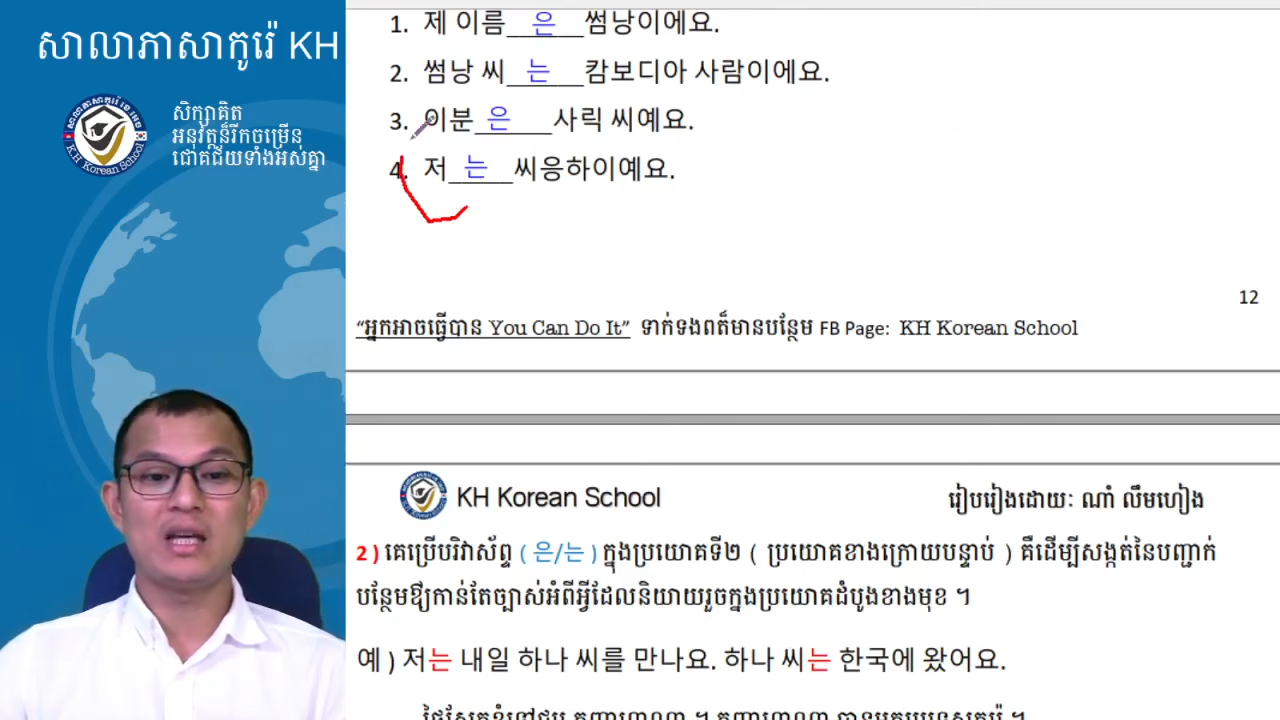 សាលាភាសាកូរ៉េ KH
សិក្សាគិត
អនុវត្តន៍រីកចម្រើន
ជោគជ័យទាំងអស់គ្នា
KH Korean School
1. 제 이름 은 썸낭이에요.
2. 썸낭 씨 는 캄보디아 사람이에요.
3. 이분 은 사릭 씨예요.
4. 저 는 씨응하이예요.
12
“អ្នកអាចធ្វើបាន You Can Do It” ទាក់ទងពត៌មានបន្ថែម FB Page: KH Korean School
KH Korean School
រៀបរៀងដោយៈ ណាំ លឹមហៀង
2 ) គេប្រើបរិវាស័ព្ទ ( 은/는 ) ក្នុងប្រយោគទី២ ( ប្រយោគខាងក្រោយបន្ទាប់ ) គឺដើម្បីសង្កត់នៃបញ្ជាក់
បន្ថែមឱ្យកាន់តែច្បាស់អំពីអ្វីដែលនិយាយរួចក្នុងប្រយោគដំបូងខាងមុខ ។
예 ) 저는 내일 하나 씨를 만나요. 하나 씨는 한국에 왔어요.